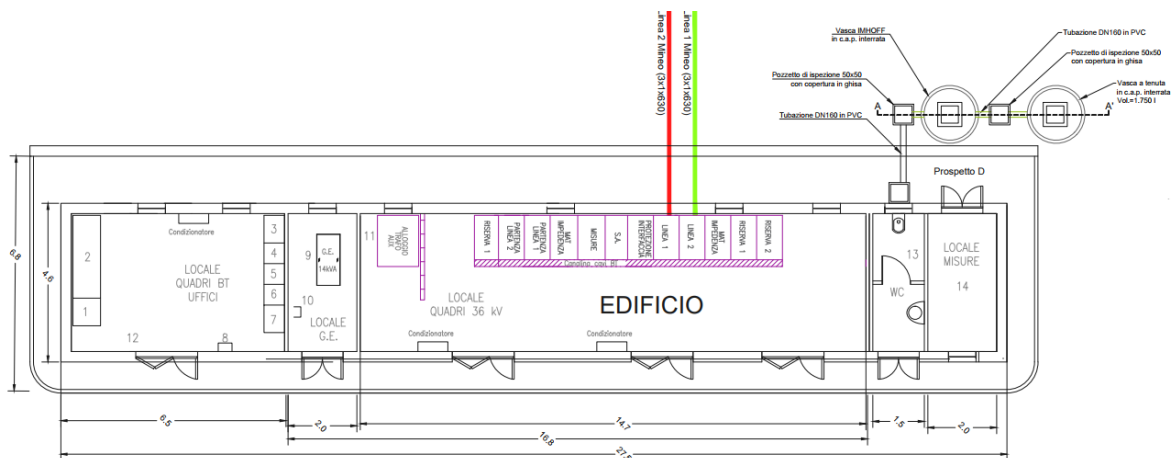 Linea 2 Mineo (3x1x630)
Linea 1 Mineo (3x1x630)
Vasca IMHOFF
in c.a.p. interrata
Tubazione DN160 in PVC
Pozzetto di ispezione 50x50
con copertura in ghisa
Pozzetto di ispezione 50x50
con copertura in ghisa
Vasca a tenuta
in c.a.p. interrata
Vol.=1.750 l
A
A'
Tubazione DN160 in PVC
Prospetto D
6.8
4.6
2
1
Condizionatore
3
4
5
6
7
LOCALE
QUADRI BT
UFFICI
12
8
9
G.E.
14kVA
10
LOCALE
G.E.
11
ALLOGGIO
TRAFO
AUX
RISERVA 1
PARTENZA
LINEA 2
PARTENZA
LINEA 1
MAT
IMPEDENZA
MISURE
S.A.
PROTEZIONE
INTERFACCIA
LINEA 1
LINEA 2
MAT
IMPEDENZA
RISERVA 1
RISERVA 2
cavi BT
LOCALE
QUADRI 36 kV
EDIFICIO
Condizionatore
Condizionatore
13
WC
LOCALE
MISURE
14
6.5
2.0
14.7
1.5
2.0
16.8